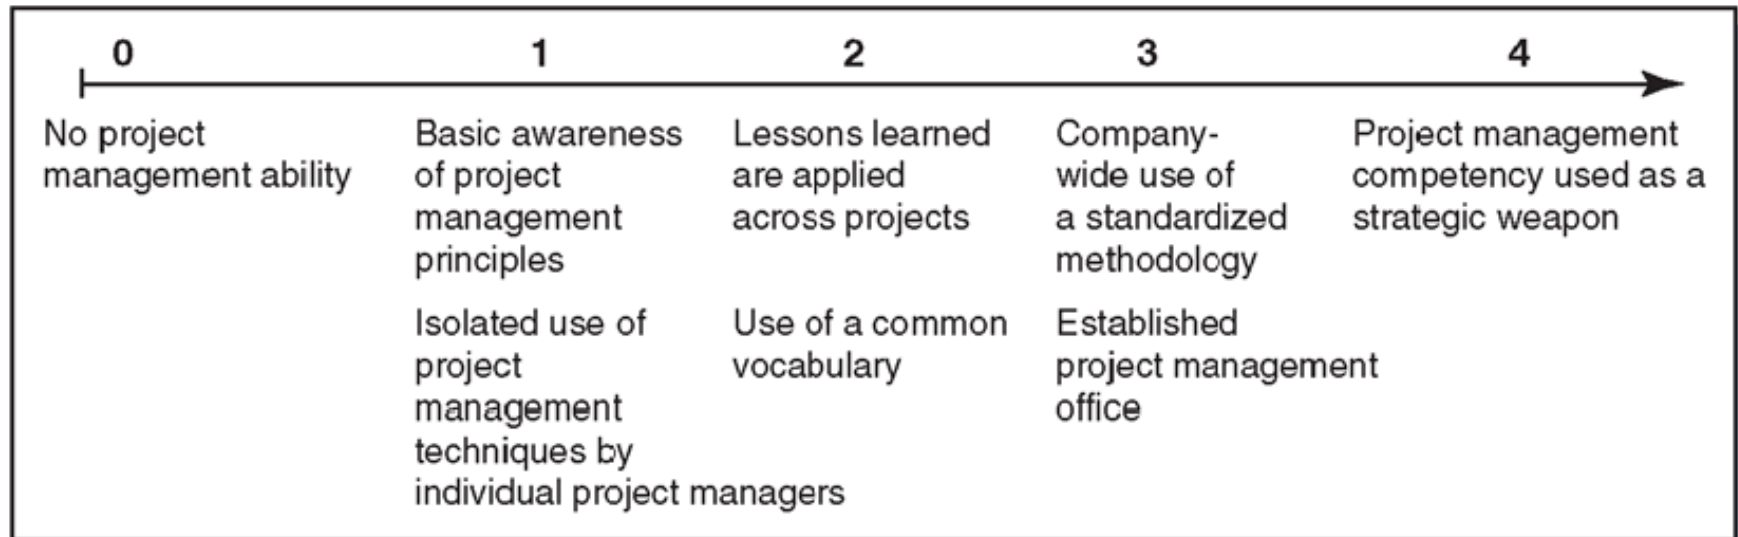 0
1
2
3
4
No project
management ability
Basic awareness
of project
management
principles
Isolated use of
project
management
techniques by
individual project managers
Lessons learned
are applied
across projects
Use of a common
vocabulary
Company-
wide use of
a standardized
methodology
Established
project management
office
Project management
competency used as a
strategic weapon